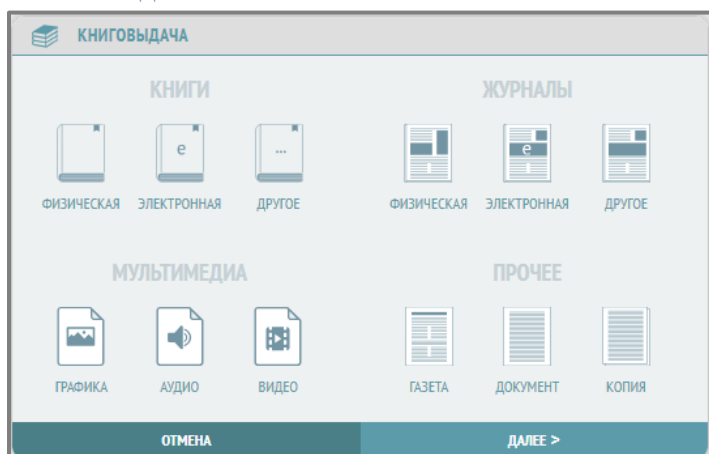 КНИГОВЫДАЧА
КНИГИ
ЖУРНАЛЫ
e
...
e
ФИЗИЧЕСКАЯ ЭЛЕКТРОННАЯ ДРУГОЕ
ФИЗИЧЕСКАЯ ЭЛЕКТРОННАЯ ДРУГОЕ
МУЛЬТИМЕДИА
ПРОЧЕЕ
ГРАФИКА АУДИО ВИДЕО
ГАЗЕТА ДОКУМЕНТ КОПИЯ
ОТМЕНА
ДАЛЕЕ >